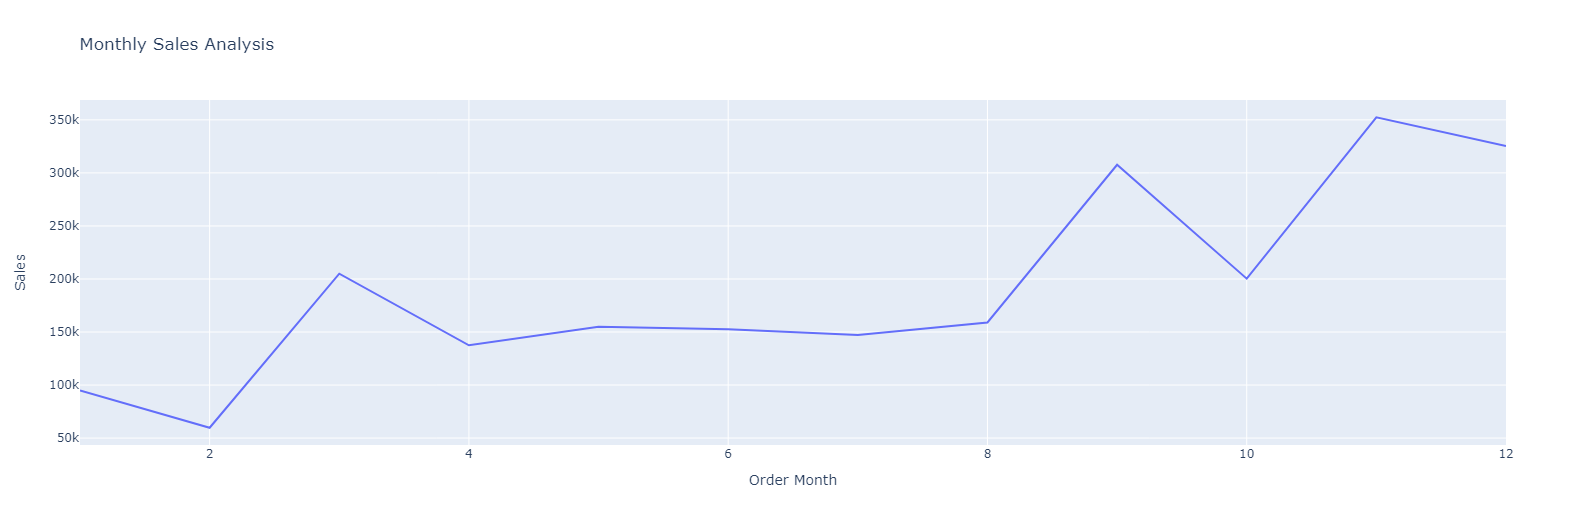 Monthly Sales Analysis
350k
300k
250k
200k
150k
100k
50k
Sales
2 4 6 8 10 12
Order Month